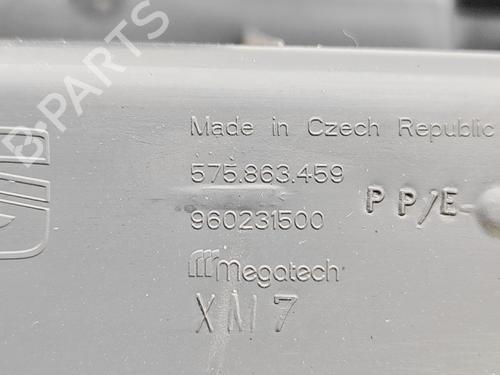 Made in Czech Republic
575.863.459
PP/E-
960231500
Megatech
XM7
B-PARTS